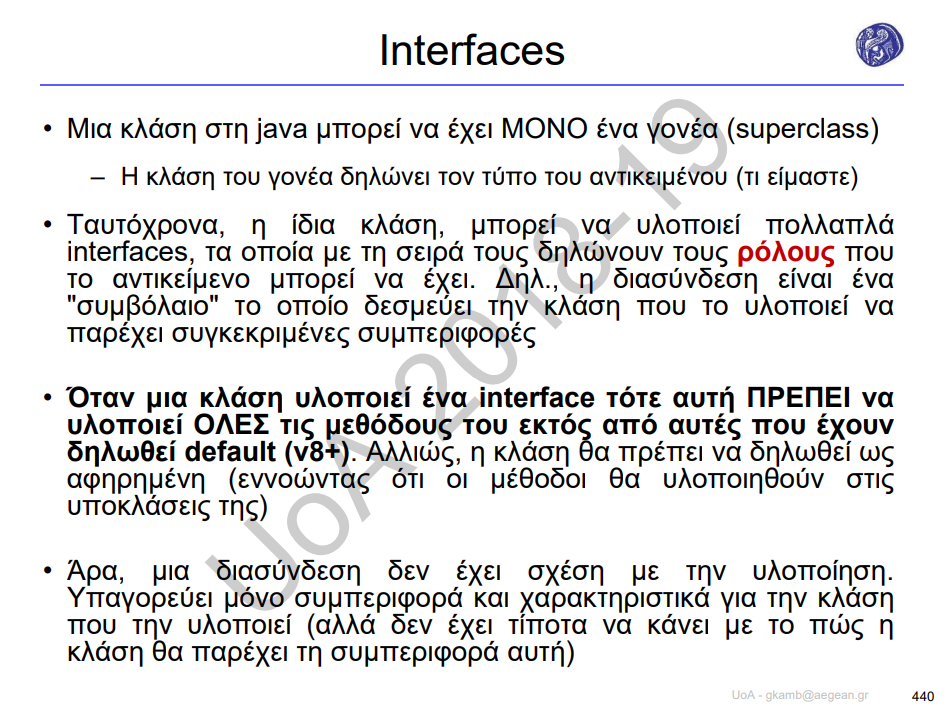 Interfaces
• Μια κλάση στη java μπορεί να έχει ΜΟΝΟ ένα γονέα (superclass)
– Η κλάση του γονέα δηλώνει τον τύπο του αντικειμένου (τι είμαστε)
• Ταυτόχρονα, η ίδια κλάση, μπορεί να υλοποιεί πολλαπλά
interfaces, τα οποία με τη σειρά τους δηλώνουν τους ρόλους που
το αντικείμενο μπορεί να έχει. Δηλ., η διασύνδεση είναι ένα
"συμβόλαιο" το οποίο δεσμεύει την κλάση που το υλοποιεί να
παρέχει συγκεκριμένες συμπεριφορές
• Όταν μια κλάση υλοποιεί ένα interface τότε αυτή ΠΡΕΠΕΙ να
υλοποιεί ΟΛΕΣ τις μεθόδους του εκτός από αυτές που έχουν
δηλωθεί default (v8+). Αλλιώς, η κλάση θα πρέπει να δηλωθεί ως
αφηρημένη (εννοώντας ότι οι μέθοδοι θα υλοποιηθούν στις
υποκλάσεις της)
• Άρα, μια διασύνδεση δεν έχει σχέση με την υλοποίηση.
Υπαγορεύει μόνο συμπεριφορά και χαρακτηριστικά για την κλάση
που την υλοποιεί (αλλά δεν έχει τίποτα να κάνει με το πώς η
κλάση θα παρέχει τη συμπεριφορά αυτή)
UoA 2018-19
UoA - gkamb@aegean.gr
440